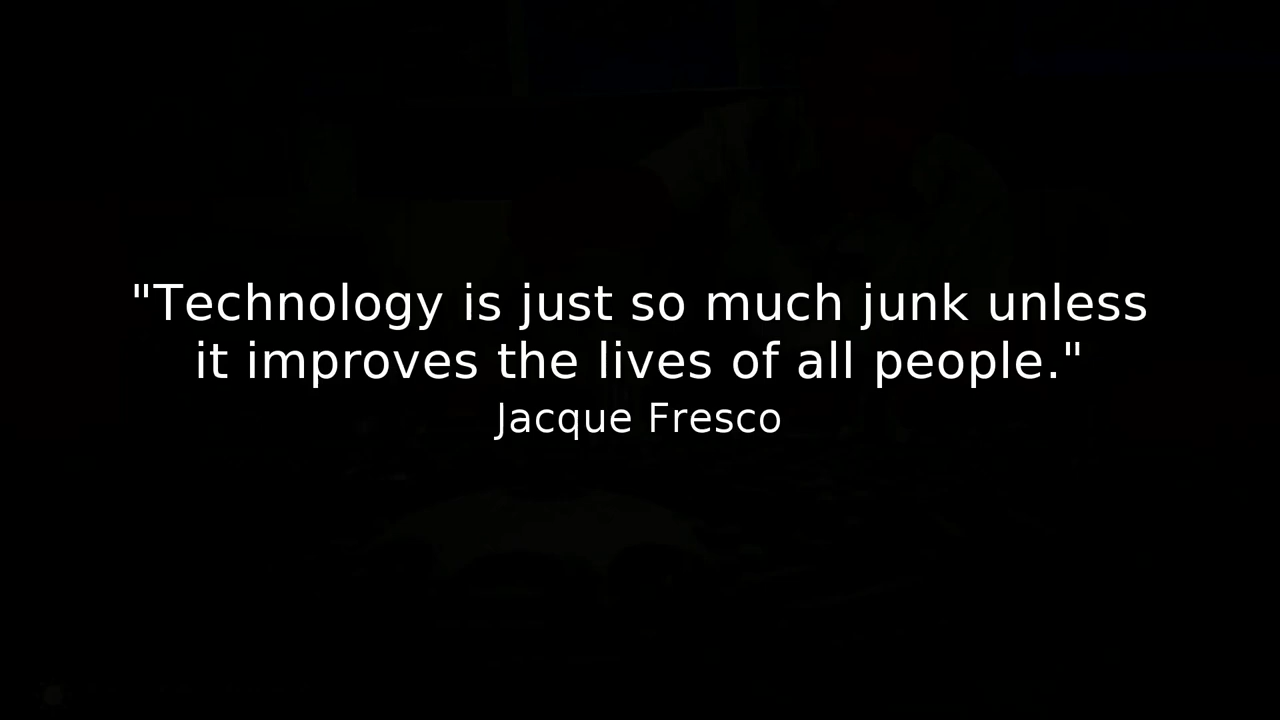 "Technology is just so much junk unless
it improves the lives of all people."
Jacque Fresco